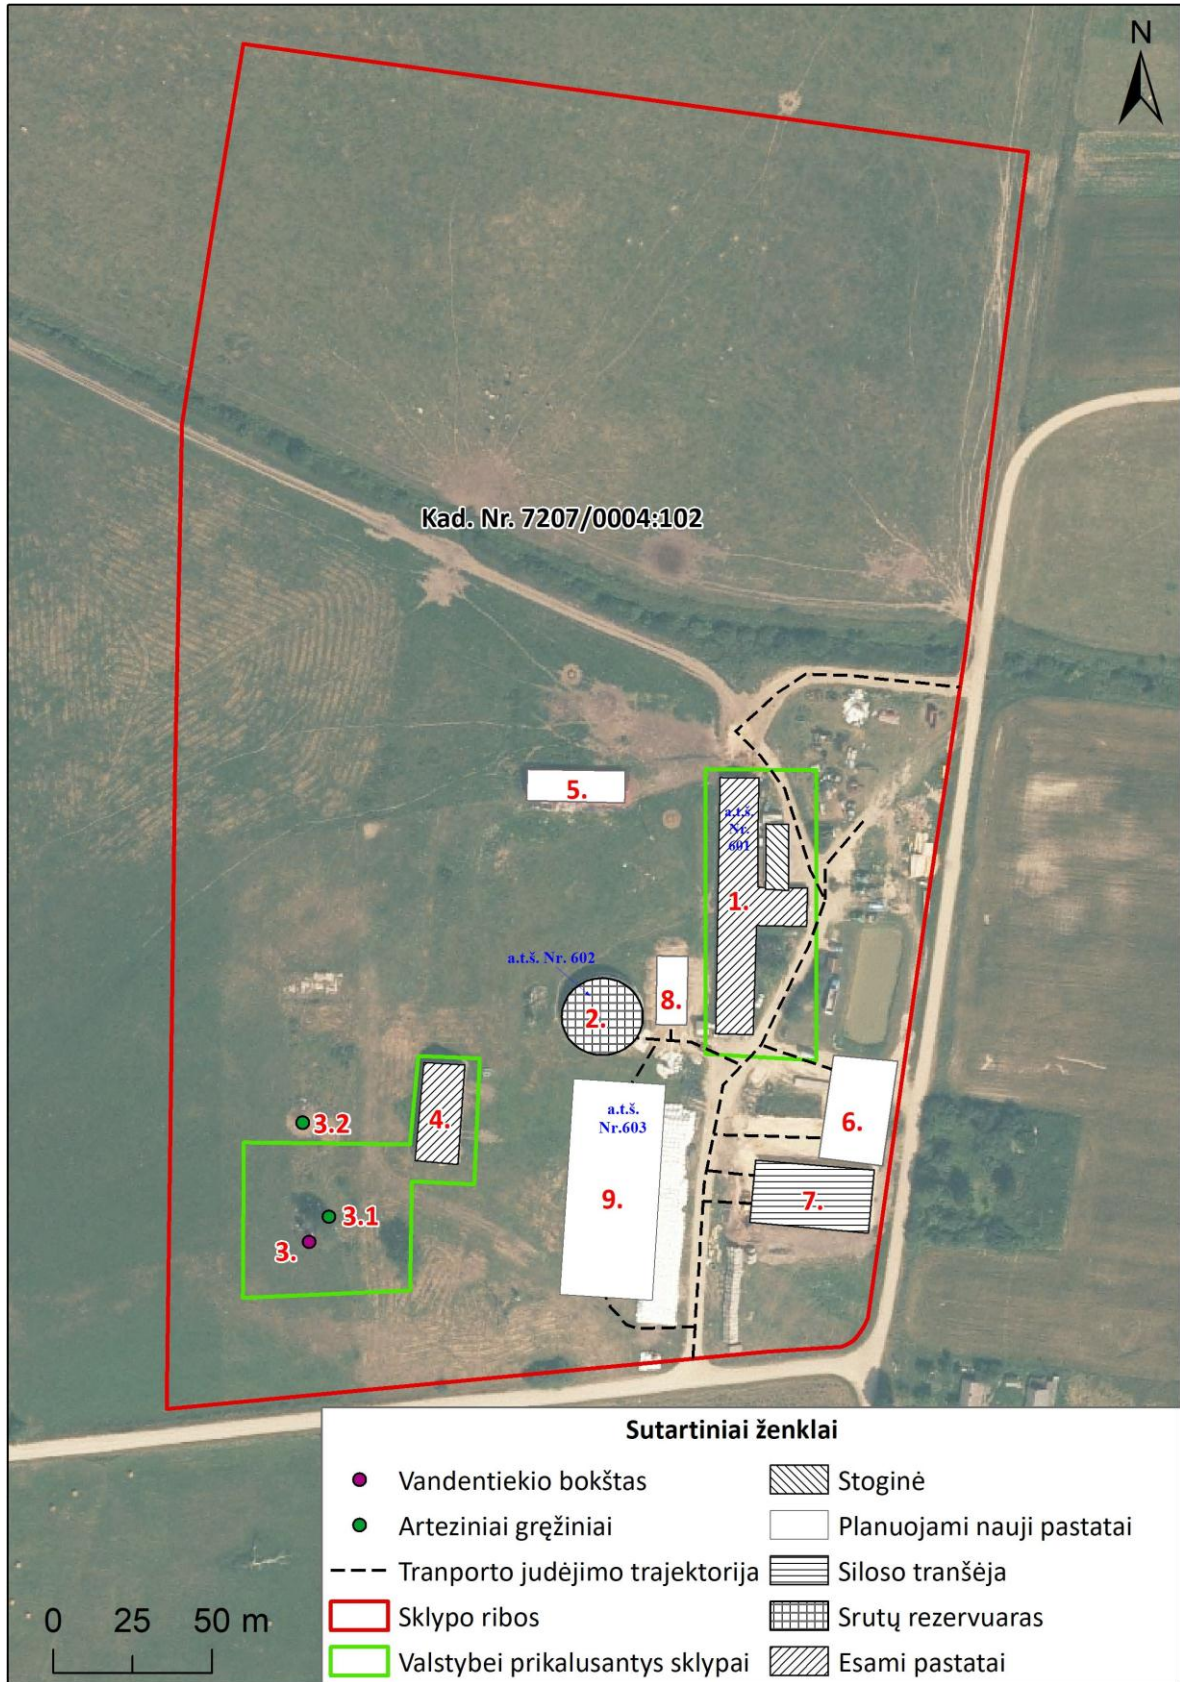 N
Kad. Nr. 7207/0004:102
5.
a.t.š.
Nr.
601
1.
a.t.š. Nr. 602
2.
8.
4.
3.2
a.t.š.
Nr.603
6.
9.
7.
3.1
3.
Sutartiniai ženklai
Vandentiekio bokštas
Arteziniai gręžiniai
Tranporto judėjimo trajektorija
Sklypo ribos
Valstybei prikalusantys sklypai
Stoginė
Planuojami nauji pastatai
Siloso tranšėja
Srutų rezervuaras
Esami pastatai
0 25 50 m